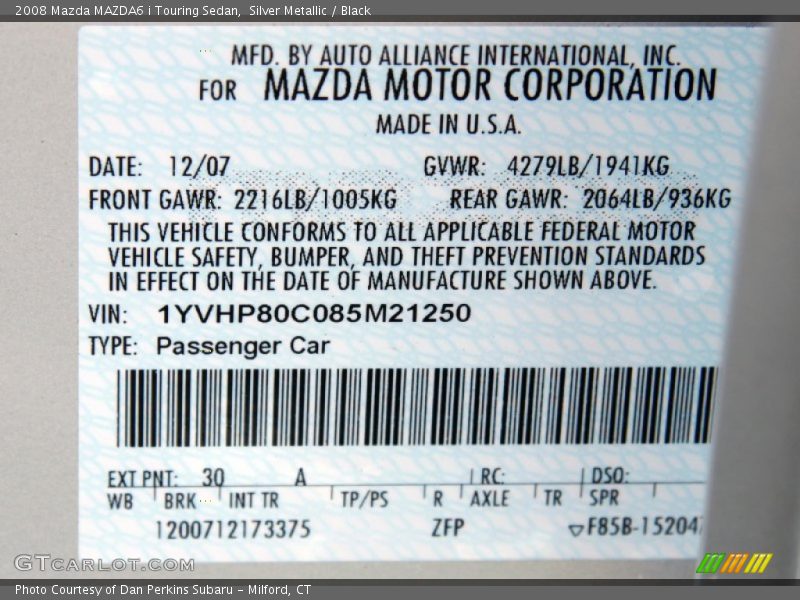 2008 Mazda MAZDA6 i Touring Sedan,  Silver Metallic / Black
MFD. BY AUTO ALLIANCE INTERNATIONAL, INC.
FOR MAZDA MOTOR CORPORATION
MADE IN U.S.A.
DATE: 12/07 GVWR: 4279LB/1941KG
FRONT GAWR: 2216LB/1005KG REAR GAWR: 2064LB/936KG
THIS VEHICLE CONFORMS TO ALL APPLICABLE FEDERAL MOTOR
VEHICLE SAFETY, BUMPER, AND THEFT PREVENTION STANDARDS
IN EFFECT ON THE DATE OF MANUFACTURE SHOWN ABOVE.
VIN: 1YVHP80C085M21250
TYPE: Passenger Car
EXT PNT: 30 A RC: DSO:
WB BRK INT TR TP/PS R AXLE TR SPR
1200712173375 ZFP ▽F85B-15204
GTCARLOT.COM
Photo Courtesy of Dan Perkins Subaru - Milford, CT